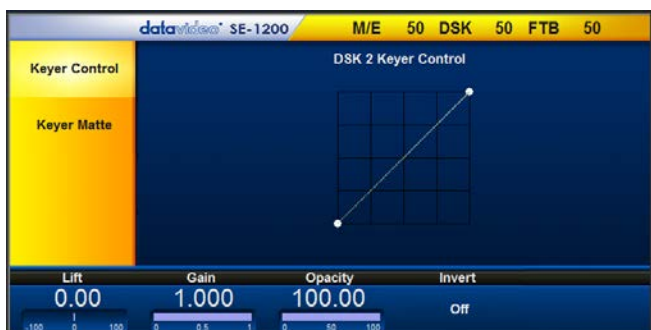 datavideo SE-1200 M/E 50 DSK 50 FTB 50
Keyer Control
DSK 2 Keyer Control
Keyer Matte
Lift Gain Opacity Invert
0.00 1.000 100.00 Off
-100 0 100 0 0.5 1 0 50 100